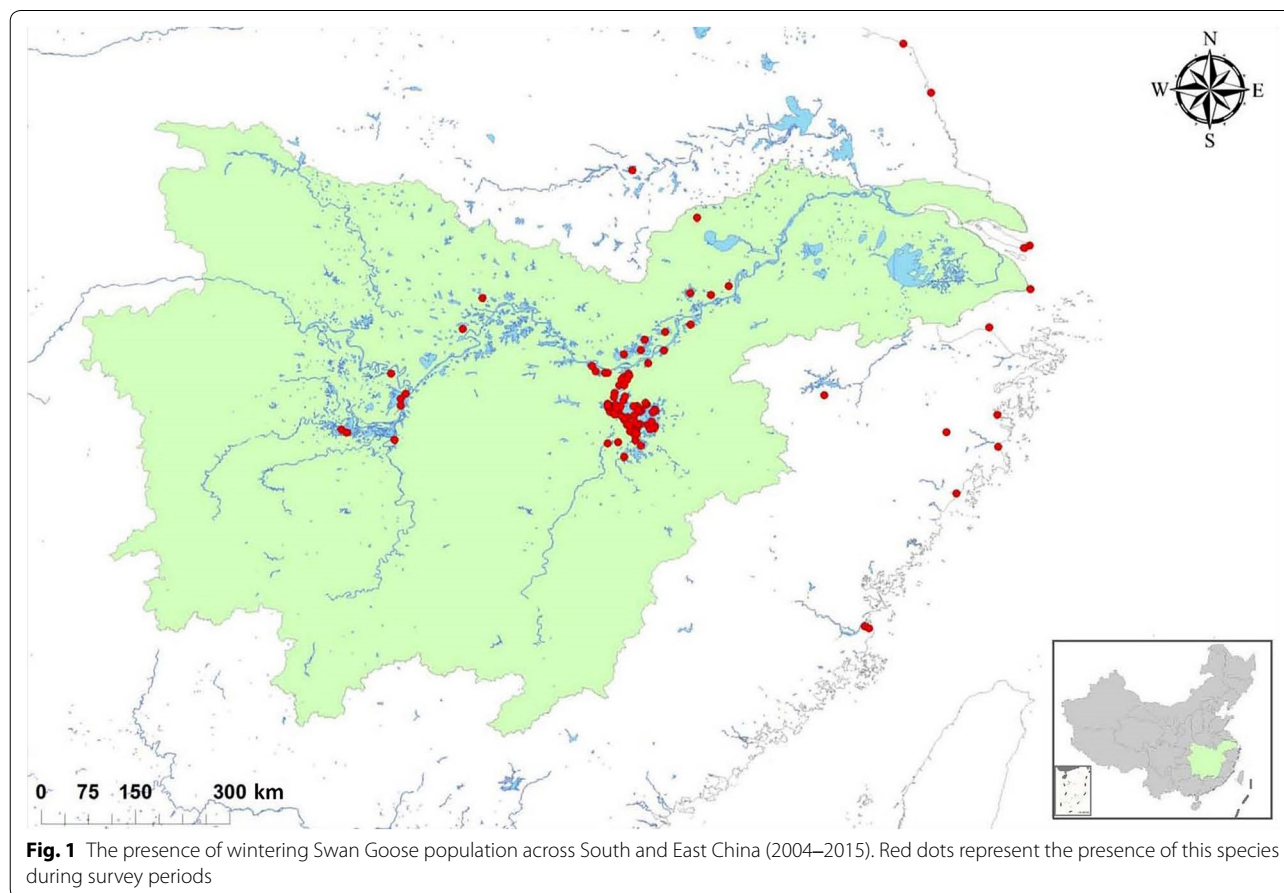 N
W E
S
0 75 150 300 km
Fig. 1 The presence of wintering Swan Goose population across South and East China (2004–2015). Red dots represent the presence of this species
during survey periods